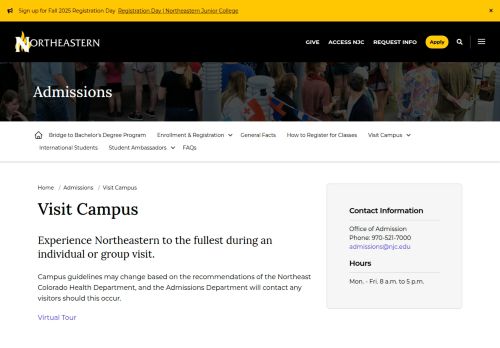 Sign up for Fall 2025 Registration Day Registration Day | Northeastern Junior College ×
NORTHEASTERN
GIVE ACCESS NJC REQUEST INFO Apply
Admissions
Bridge to Bachelor's Degree Program Enrollment & Registration General Facts How to Register for Classes Visit Campus
International Students Student Ambassadors FAQs
Home / Admissions / Visit Campus
Visit Campus
Experience Northeastern to the fullest during an
individual or group visit.
Campus guidelines may change based on the recommendations of the Northeast
Colorado Health Department, and the Admissions Department will contact any
visitors should this occur.
Virtual Tour
Contact Information
Office of Admission
Phone: 970-521-7000
admissions@njc.edu
Hours
Mon. - Fri. 8 a.m. to 5 p.m.